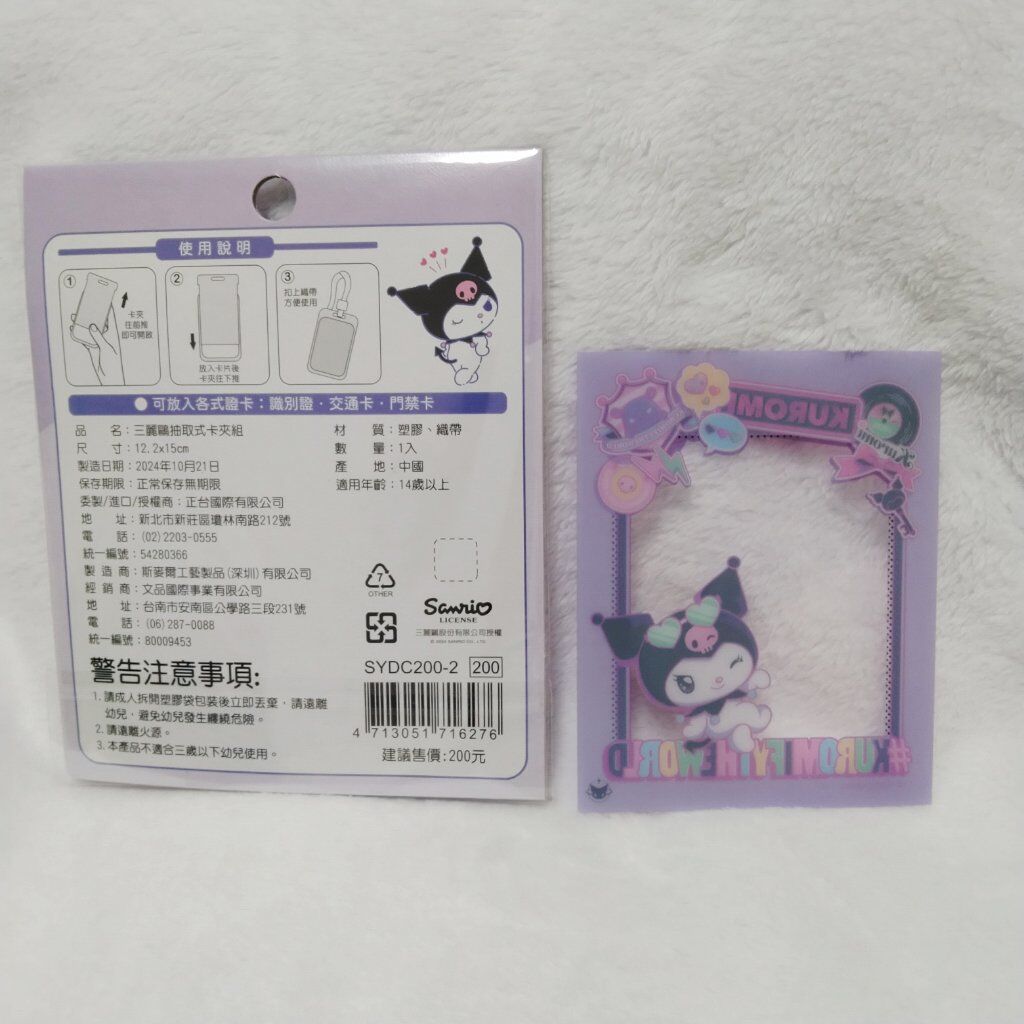 使用說明
1
卡夾
往前推
即可開啟
2
放入卡片後
卡夾往下推
3
扣上織帶
方便使用
可放入各式證卡：識別證・交通卡・門禁卡
品 名：三麗鷗抽取式卡夾組
尺 寸：12.2x15cm
製造日期：2024年10月21日
保存期限：正常保存無期限
委製/進口/授權商：正台國際有限公司
地 址：新北市新莊區瓊林南路212號
電 話：(02)2203-0555
統一編號：54280366
製 造 商：斯麥爾工藝製品(深圳)有限公司
經 銷 商：文品國際事業有限公司
地 址：台南市安南區公學路三段231號
電 話：(06)287-0088
統一編號：80009453
材 質：塑膠、織帶
數 量：1入
產 地：中國
適用年齡：14歲以上
7
OTHER
Sanrio
LICENSE
三麗鷗股份有限公司授權
警告注意事項:
1.請成人拆開塑膠袋包裝後立即丟棄，請遠離
幼兒，避免幼兒發生纏繞危險。
2.請遠離火源。
3.本產品不適合三歲以下幼兒使用。
SYDC200-2 200
4 713051 716276
建議售價:200元
KUROMI
Kuromi
#KUROMIFYTHEWORLD